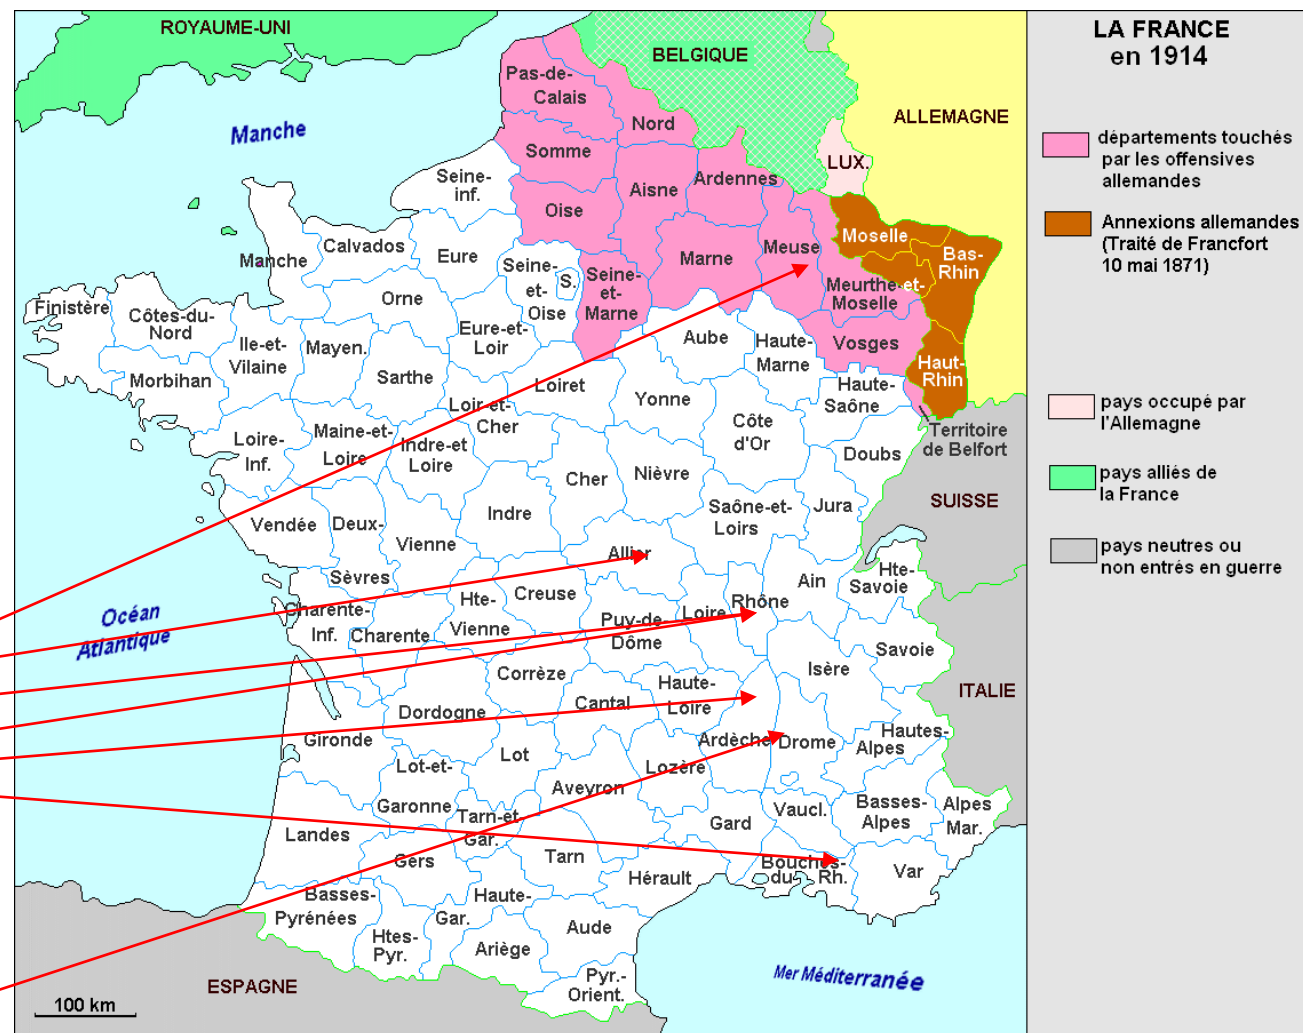 LA FRANCE
en 1914
départements touchés
par les offensives
allemandes
Annexions allemandes
(Traité de Francfort
10 mai 1871)
pays occupé par
l'Allemagne
pays alliés de
la France
pays neutres ou
non entrés en guerre
ROYAUME-UNI
BELGIQUE
ALLEMAGNE
LUX.
SUISSE
ITALIE
ESPAGNE
Manche
Océan
Atlantique
Mer Méditerranée
100 km
Pas-de-
Calais
Nord
Somme
Seine-
inf.
Oise
Aisne
Ardennes
Manche
Calvados
Eure
Seine-
et-
Oise
S.
Seine-
et-
Marne
Marne
Meuse
Moselle
Meurthe-et-
Moselle
Bas-
Rhin
Haut-
Rhin
Vosges
Finistère
Côtes-du-
Nord
Ile-et-
Vilaine
Morbihan
Mayen.
Orne
Sarthe
Eure-et-
Loir
Loiret
Loir-et-
Cher
Aube
Haute-
Marne
Yonne
Côte
d'Or
Haute-
Saône
Territoire
de Belfort
Doubs
Jura
Loire-
Inf.
Maine-et-
Loire
Indre-et
Loire
Cher
Nièvre
Saône-et-
Loirs
Vendée
Deux-
Sèvres
Vienne
Indre
Allier
Ain
Hte-
Savoie
Charente-
Inf.
Charente
Hte-
Vienne
Creuse
Puy-de-
Dôme
Loire
Rhône
Isère
Savoie
Corrèze
Dordogne
Gironde
Cantal
Haute-
Loire
Ardèche
Drome
Hautes-
Alpes
Lot
Lot-et-
Garonne
Aveyron
Lozère
Landes
Tarn-et-
Gar.
Gers
Tarn
Gard
Vaucl.
Basses-
Alpes
Alpes
Mar.
Hérault
Bouches-
du-Rh.
Var
Basses-
Pyrénées
Htes-
Pyr.
Haute-
Gar.
Ariège
Aude
Pyr.-
Orient.